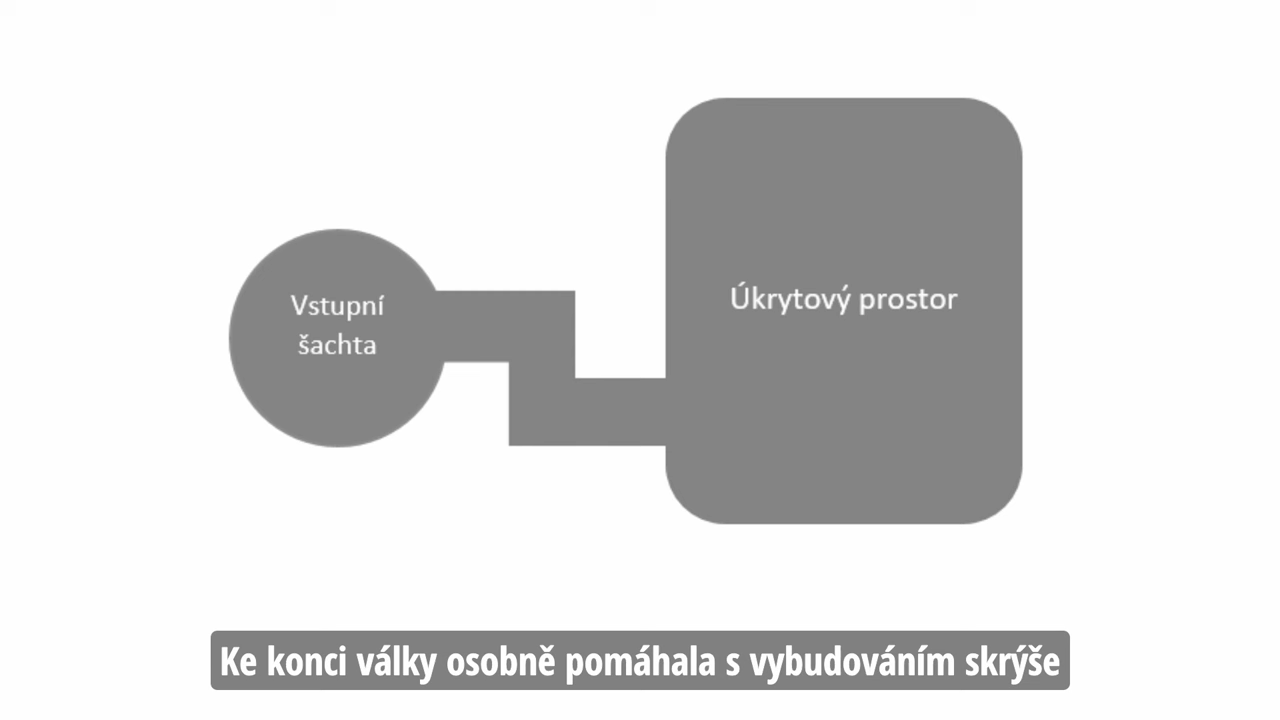 Vstupní
šachta
Úkrytový prostor
Ke konci války osobně pomáhala s vybudováním skrýše